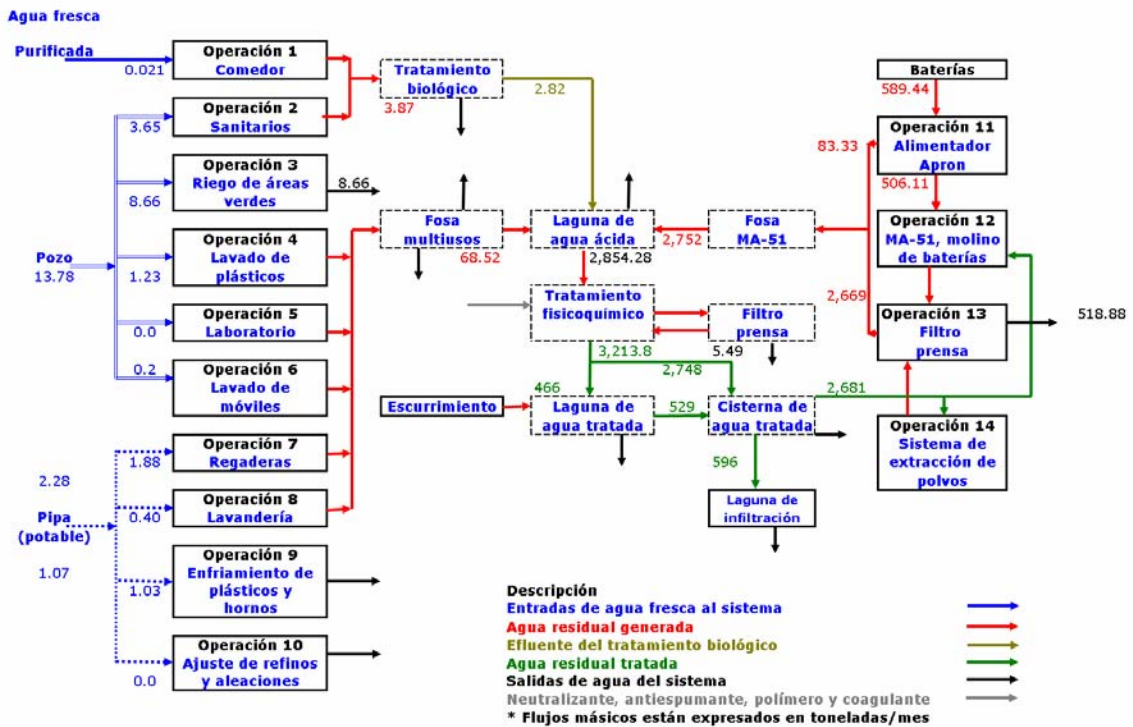 Agua fresca
Purificada
0.021
Operación 1
Comedor
3.65
Operación 2
Sanitarios
8.66
Operación 3
Riego de áreas
verdes
8.66
Pozo
13.78
1.23
Operación 4
Lavado de
plásticos
0.0
Operación 5
Laboratorio
0.2
Operación 6
Lavado de
móviles
1.88
Operación 7
Regaderas
2.28
Pipa
(potable)
1.07
0.40
Operación 8
Lavandería
1.03
Operación 9
Enfriamiento de
plásticos y
hornos
0.0
Operación 10
Ajuste de refinos
y aleaciones
Tratamiento
biológico
3.87
2.82
Fosa
multiusos
68.52
Laguna de
agua ácida
2,854.28
2,752
Fosa
MA-51
Tratamiento
fisicoquímico
Filtro
prensa
3,213.8
5.49
2,748
466
Escurrimiento
Laguna de
agua tratada
529
Cisterna de
agua tratada
2,681
596
Laguna de
infiltración
Baterías
589.44
83.33
Operación 11
Alimentador
Apron
506.11
Operación 12
MA-51, molino
de baterías
2,669
Operación 13
Filtro
prensa
518.88
Operación 14
Sistema de
extracción de
polvos
Descripción
Entradas de agua fresca al sistema
Agua residual generada
Efluente del tratamiento biológico
Agua residual tratada
Salidas de agua del sistema
Neutralizante, antiespumante, polímero y coagulante
* Flujos másicos están expresados en toneladas/mes